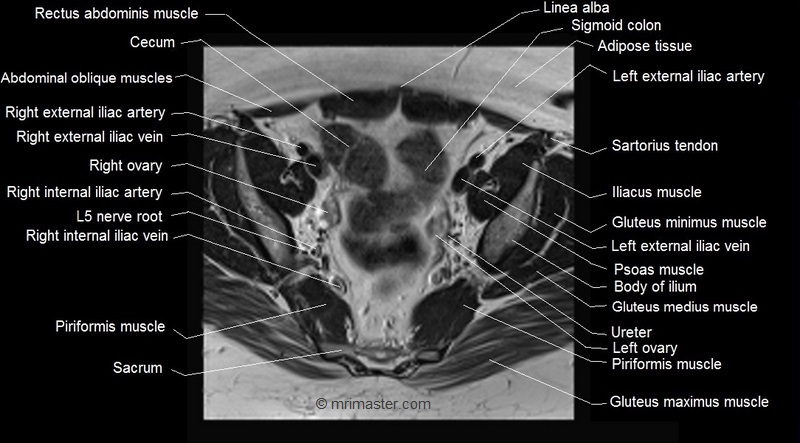 Rectus abdominis muscle
Cecum
Abdominal oblique muscles
Right external iliac artery
Right external iliac vein
Right ovary
Right internal iliac artery
L5 nerve root
Right internal iliac vein
Piriformis muscle
Sacrum
Linea alba
Sigmoid colon
Adipose tissue
Left external iliac artery
Sartorius tendon
Iliacus muscle
Gluteus minimus muscle
Left external iliac vein
Psoas muscle
Body of ilium
Gluteus medius muscle
Ureter
Left ovary
Piriformis muscle
Gluteus maximus muscle
© mrimaster.com